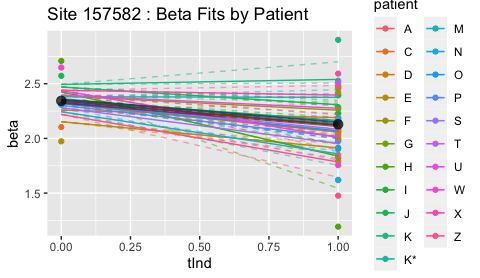 Site 157582 : Beta Fits by Patient
beta
2.5
2.0
1.5
0.00
0.25
0.50
0.75
1.00
tInd
patient
A
C
D
E
F
G
H
I
J
K
K*
M
N
O
P
S
T
U
W
X
Z